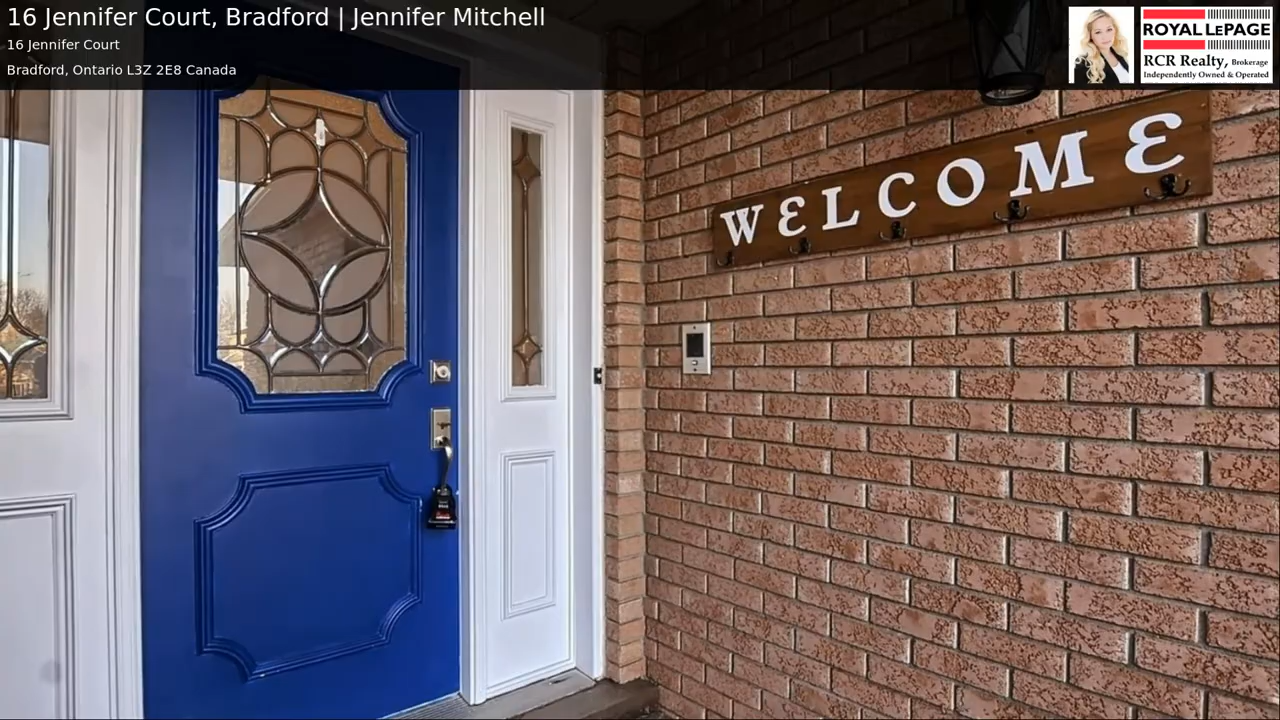 16 Jennifer Court, Bradford | Jennifer Mitchell
16 Jennifer Court
Bradford, Ontario L3Z 2E8 Canada
ROYAL LEPAGE
RCR Realty, Brokerage
Independently Owned & Operated
WELCOME